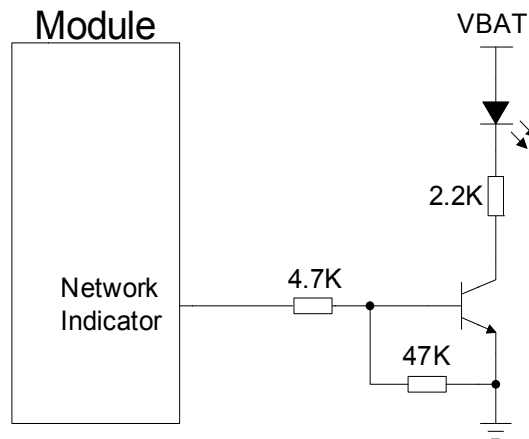 Module
VBAT
2.2K
4.7K
Network
Indicator
47K